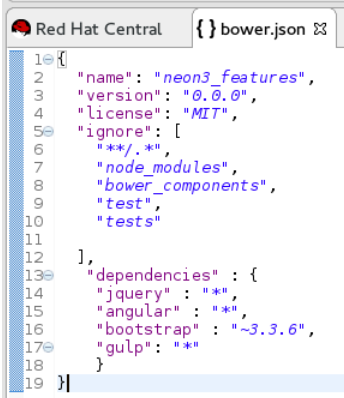 Red Hat Central
{ } bower.json
1 {
2 "name": "neon3_features",
3 "version": "0.0.0",
4 "license": "MIT",
5 "ignore": [
6 "**/.*",
7 "node_modules",
8 "bower_components",
9 "test",
10 "tests"
11
12 ],
13 "dependencies" : {
14 "jquery" : "*",
15 "angular" : "*",
16 "bootstrap" : "~3.3.6",
17 "gulp": "*"
18 }
19 }